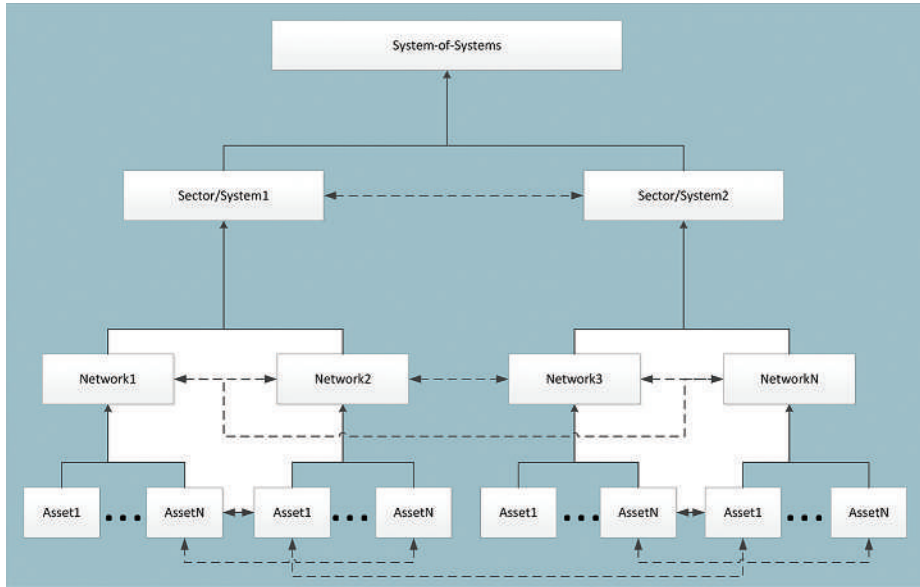 System-of-Systems
Sector/System1
Sector/System2
Network1
Network2
Network3
NetworkN
Asset1
AssetN
Asset1
AssetN
Asset1
AssetN
Asset1
AssetN